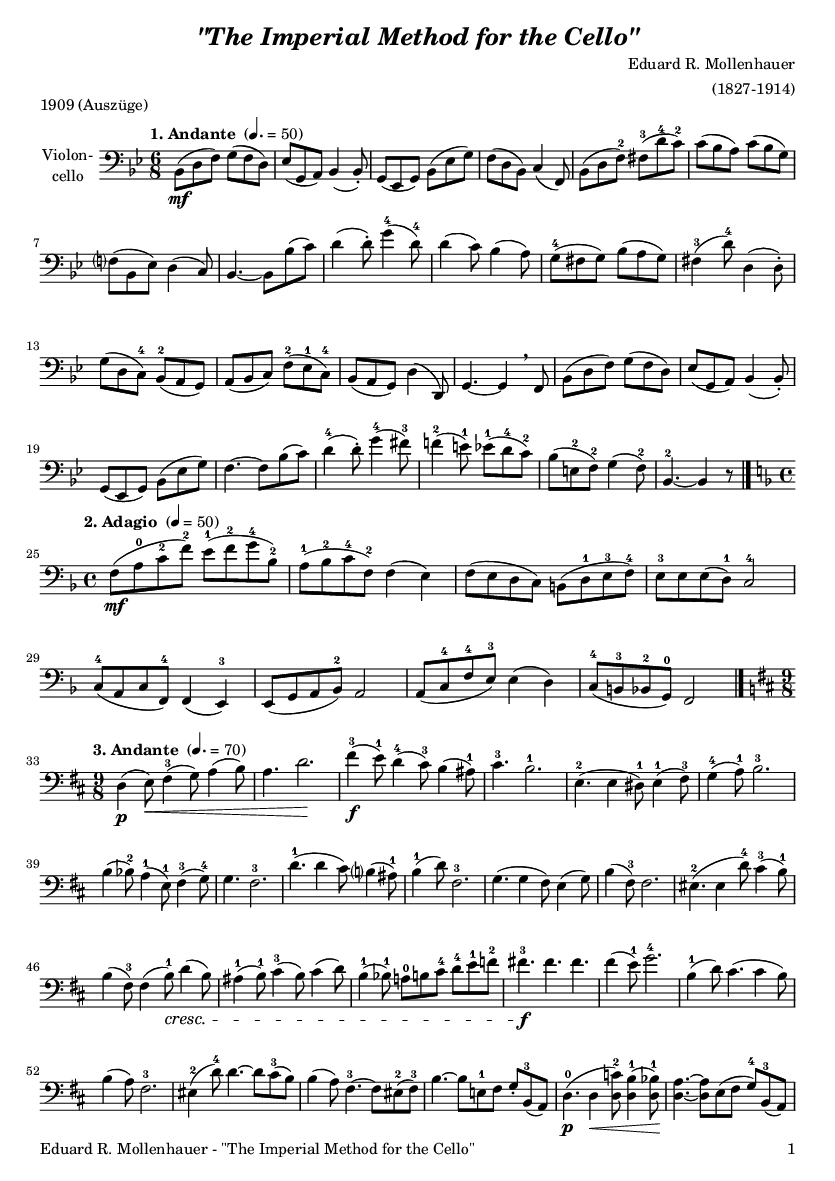 "The Imperial Method for the Cello"
Eduard R. Mollenhauer
(1827-1914)
1909 (Auszüge)
1. Andante (♩. = 50)
Violon-
cello
mf
7
13
19
2. Adagio (♩ = 50)
25
mf
29
3. Andante (♩. = 70)
33
p
f
39
46
cresc.
f
52
p
Eduard R. Mollenhauer - "The Imperial Method for the Cello"
1